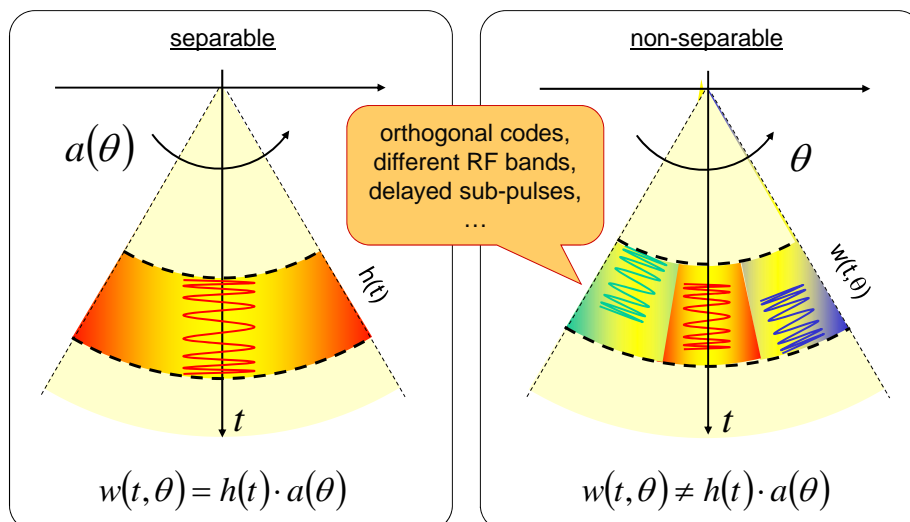 separable
a(θ)
h(t)
t
w(t,θ) = h(t)·a(θ)
non-separable
orthogonal codes,
different RF bands,
delayed sub-pulses,
…
θ
w(t,θ)
t
w(t,θ) ≠ h(t)·a(θ)